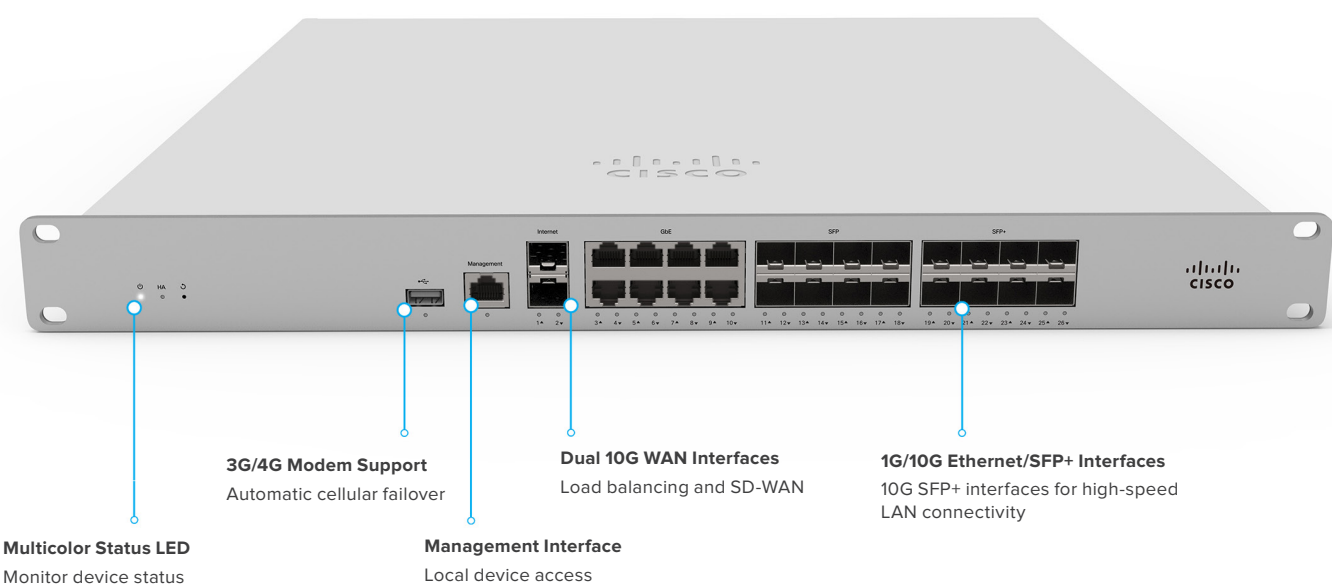 CISCO
Internet
GbE
SFP
SFP+
Management
HA
CISCO
1 2 3 4 5 6 7 8 9 10 11 12 13 14 15 16 17 18 19 20 21 22 23 24 25 26
3G/4G Modem Support
Automatic cellular failover
Dual 10G WAN Interfaces
Load balancing and SD-WAN
1G/10G Ethernet/SFP+ Interfaces
10G SFP+ interfaces for high-speed
LAN connectivity
Multicolor Status LED
Monitor device status
Management Interface
Local device access